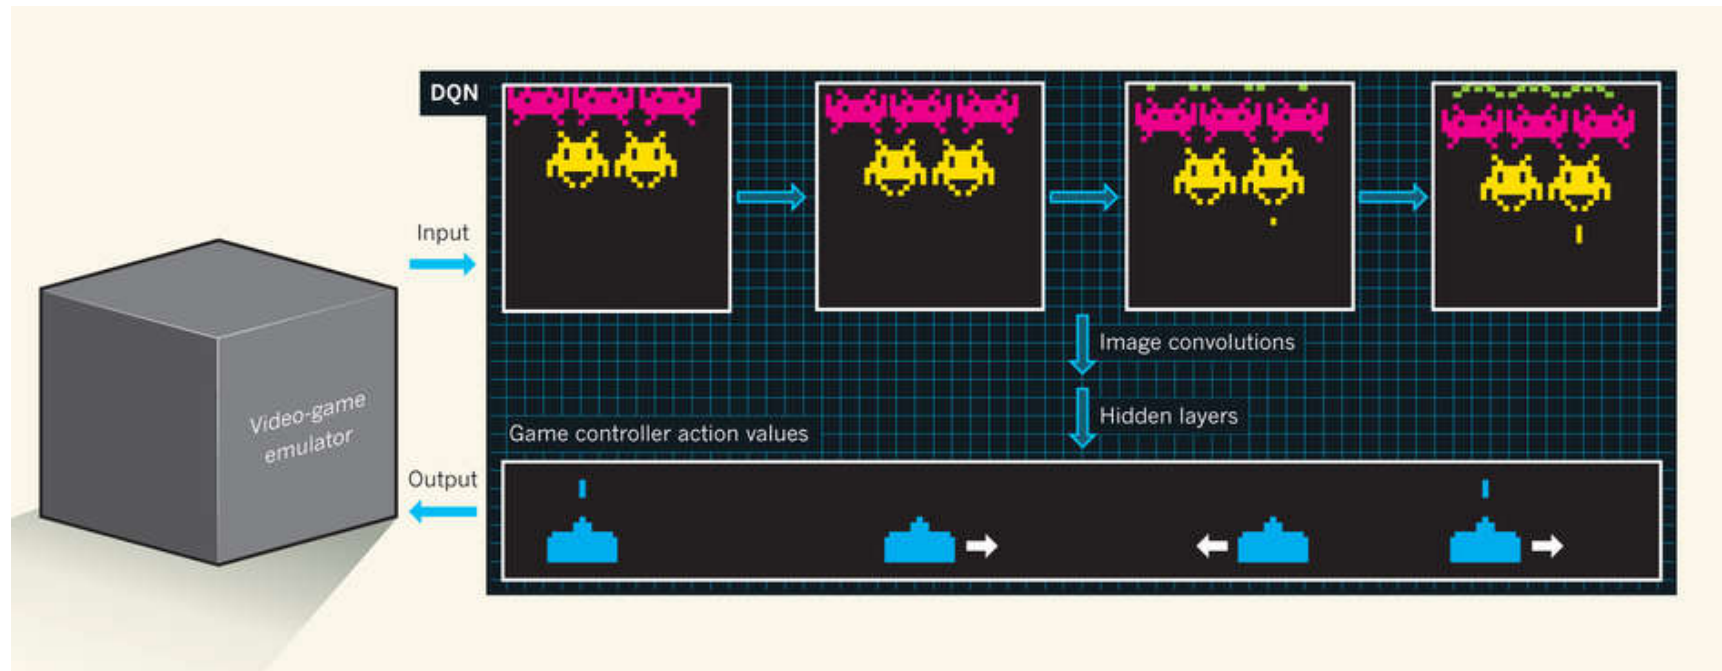 DQN
Input
Image convolutions
Hidden layers
Game controller action values
Video-game
emulator
Output